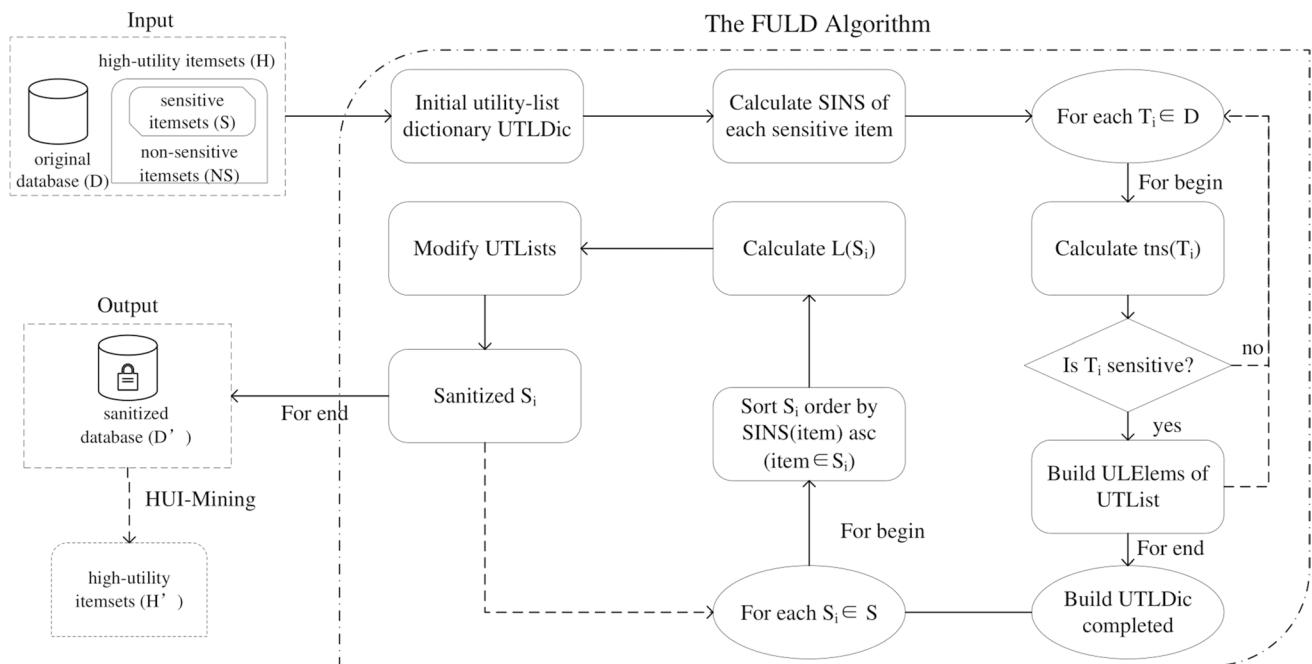 Input
The FULD Algorithm
high-utility itemsets (H)
sensitive
itemsets (S)
non-sensitive
itemsets (NS)
original
database (D)
Initial utility-list
dictionary UTLDic
Calculate SINS of
each sensitive item
For each Tᵢ∈ D
For begin
Calculate tns(Tᵢ)
Is Tᵢ sensitive?
no
yes
Build ULElems of
UTList
For end
Build UTLDic
completed
For each Sᵢ∈ S
For begin
Sort Sᵢ order by
SINS(item) asc
(item∈Sᵢ)
Calculate L(Sᵢ)
Modify UTLists
Sanitized Sᵢ
For end
Output
sanitized
database (D’)
HUI-Mining
high-utility
itemsets (H’)